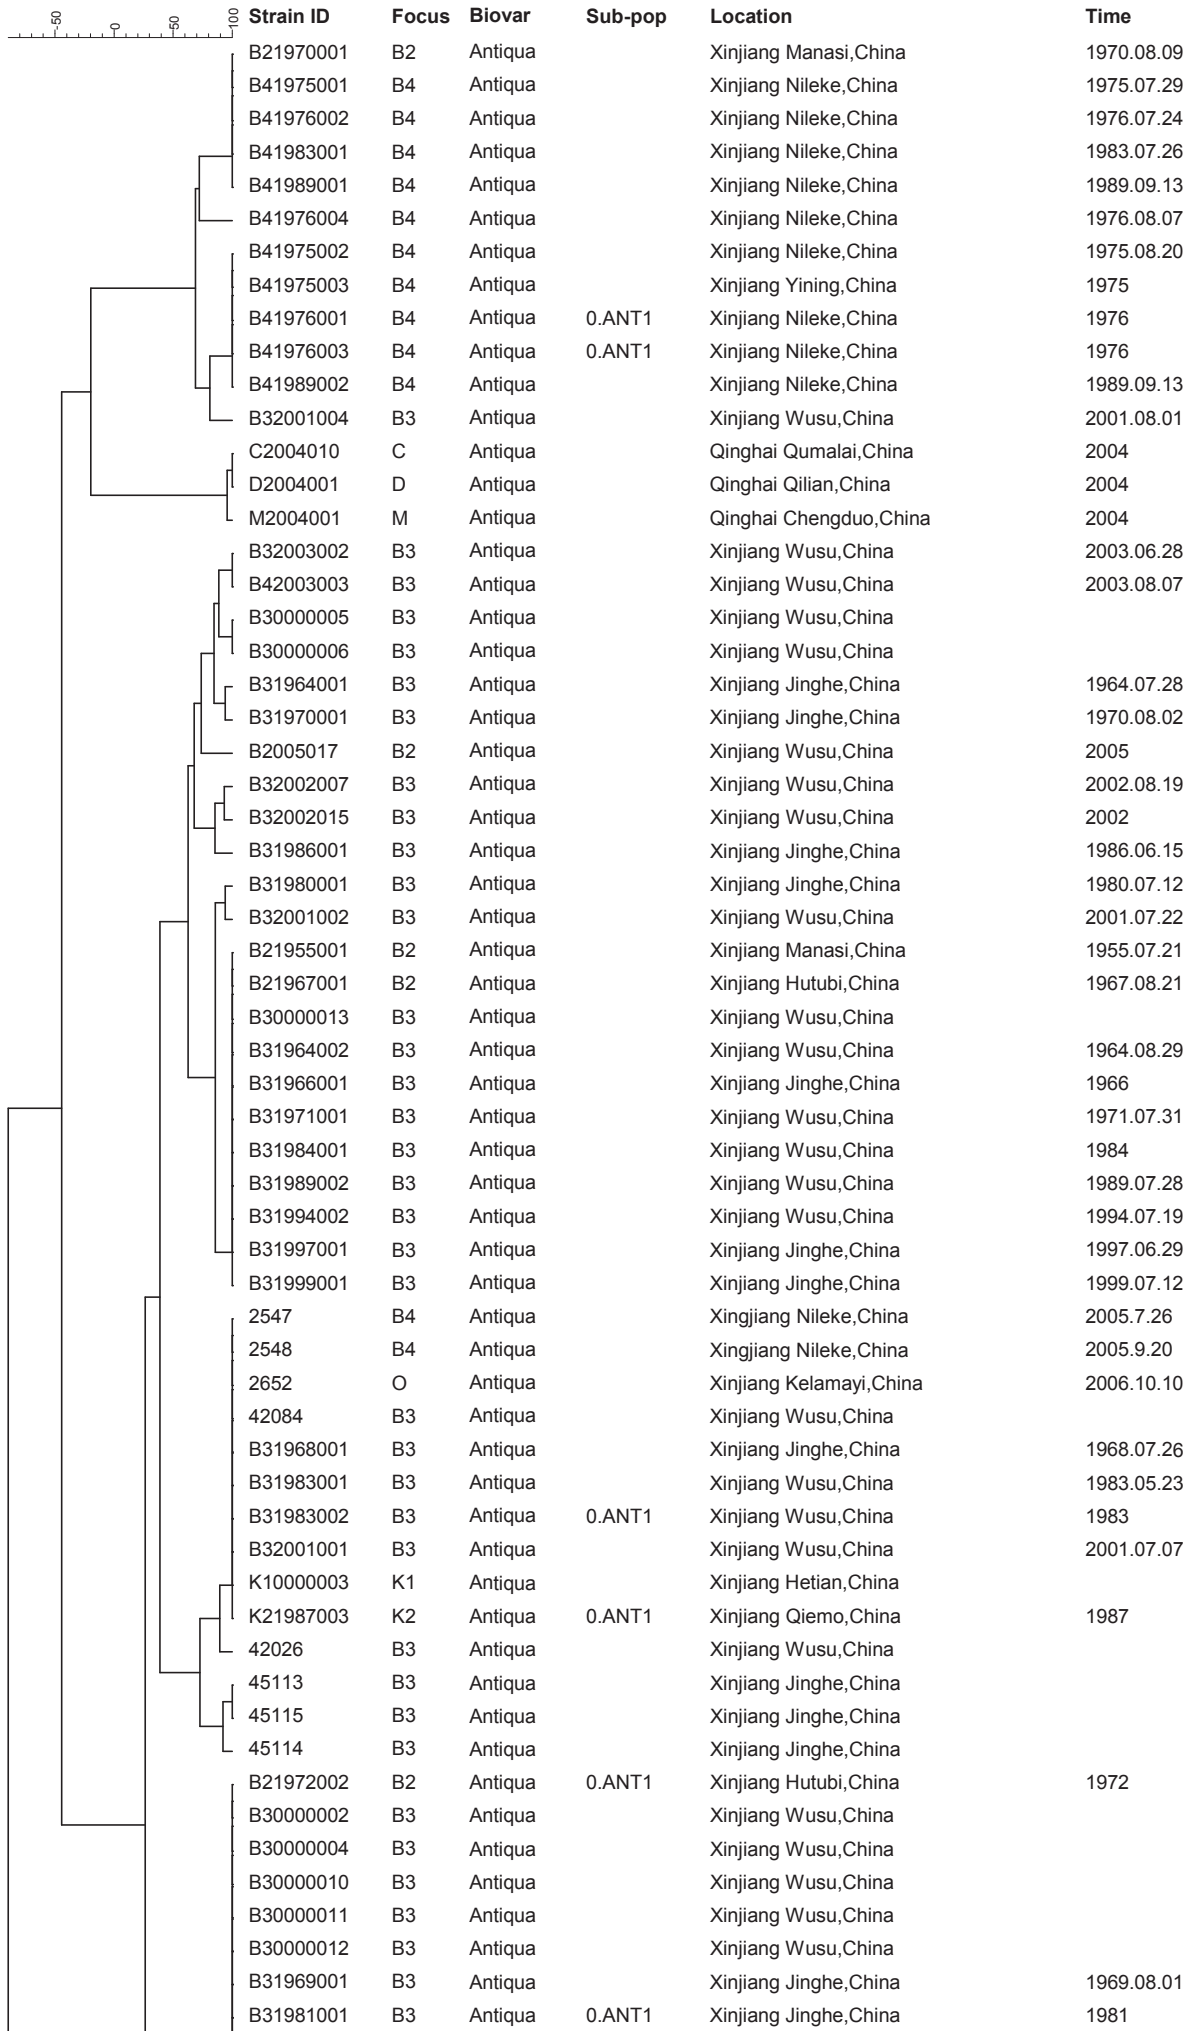 -50 0 50 100 Strain ID Focus Biovar Sub-pop Location Time
B21970001 B2 Antiqua Xinjiang Manasi,China 1970.08.09
B41975001 B4 Antiqua Xinjiang Nileke,China 1975.07.29
B41976002 B4 Antiqua Xinjiang Nileke,China 1976.07.24
B41983001 B4 Antiqua Xinjiang Nileke,China 1983.07.26
B41989001 B4 Antiqua Xinjiang Nileke,China 1989.09.13
B41976004 B4 Antiqua Xinjiang Nileke,China 1976.08.07
B41975002 B4 Antiqua Xinjiang Nileke,China 1975.08.20
B41975003 B4 Antiqua Xinjiang Yining,China 1975
B41976001 B4 Antiqua 0.ANT1 Xinjiang Nileke,China 1976
B41976003 B4 Antiqua 0.ANT1 Xinjiang Nileke,China 1976
B41989002 B4 Antiqua Xinjiang Nileke,China 1989.09.13
B32001004 B3 Antiqua Xinjiang Wusu,China 2001.08.01
C2004010 C Antiqua Qinghai Qumalai,China 2004
D2004001 D Antiqua Qinghai Qilian,China 2004
M2004001 M Antiqua Qinghai Chengduo,China 2004
B32003002 B3 Antiqua Xinjiang Wusu,China 2003.06.28
B42003003 B3 Antiqua Xinjiang Wusu,China 2003.08.07
B30000005 B3 Antiqua Xinjiang Wusu,China
B30000006 B3 Antiqua Xinjiang Wusu,China
B31964001 B3 Antiqua Xinjiang Jinghe,China 1964.07.28
B31970001 B3 Antiqua Xinjiang Jinghe,China 1970.08.02
B2005017 B2 Antiqua Xinjiang Wusu,China 2005
B32002007 B3 Antiqua Xinjiang Wusu,China 2002.08.19
B32002015 B3 Antiqua Xinjiang Wusu,China 2002
B31986001 B3 Antiqua Xinjiang Jinghe,China 1986.06.15
B31980001 B3 Antiqua Xinjiang Jinghe,China 1980.07.12
B32001002 B3 Antiqua Xinjiang Wusu,China 2001.07.22
B21955001 B2 Antiqua Xinjiang Manasi,China 1955.07.21
B21967001 B2 Antiqua Xinjiang Hutubi,China 1967.08.21
B30000013 B3 Antiqua Xinjiang Wusu,China
B31964002 B3 Antiqua Xinjiang Wusu,China 1964.08.29
B31966001 B3 Antiqua Xinjiang Jinghe,China 1966
B31971001 B3 Antiqua Xinjiang Wusu,China 1971.07.31
B31984001 B3 Antiqua Xinjiang Wusu,China 1984
B31989002 B3 Antiqua Xinjiang Wusu,China 1989.07.28
B31994002 B3 Antiqua Xinjiang Wusu,China 1994.07.19
B31997001 B3 Antiqua Xinjiang Jinghe,China 1997.06.29
B31999001 B3 Antiqua Xinjiang Jinghe,China 1999.07.12
2547 B4 Antiqua Xingjiang Nileke,China 2005.7.26
2548 B4 Antiqua Xingjiang Nileke,China 2005.9.20
2652 O Antiqua Xinjiang Kelamayi,China 2006.10.10
42084 B3 Antiqua Xinjiang Wusu,China
B31968001 B3 Antiqua Xinjiang Jinghe,China 1968.07.26
B31983001 B3 Antiqua Xinjiang Wusu,China 1983.05.23
B31983002 B3 Antiqua 0.ANT1 Xinjiang Wusu,China 1983
B32001001 B3 Antiqua Xinjiang Wusu,China 2001.07.07
K10000003 K1 Antiqua Xinjiang Hetian,China
K21987003 K2 Antiqua 0.ANT1 Xinjiang Qiemo,China 1987
42026 B3 Antiqua Xinjiang Wusu,China
45113 B3 Antiqua Xinjiang Jinghe,China
45115 B3 Antiqua Xinjiang Jinghe,China
45114 B3 Antiqua Xinjiang Jinghe,China
B21972002 B2 Antiqua 0.ANT1 Xinjiang Hutubi,China 1972
B30000002 B3 Antiqua Xinjiang Wusu,China
B30000004 B3 Antiqua Xinjiang Wusu,China
B30000010 B3 Antiqua Xinjiang Wusu,China
B30000011 B3 Antiqua Xinjiang Wusu,China
B30000012 B3 Antiqua Xinjiang Wusu,China
B31969001 B3 Antiqua Xinjiang Jinghe,China 1969.08.01
B31981001 B3 Antiqua 0.ANT1 Xinjiang Jinghe,China 1981